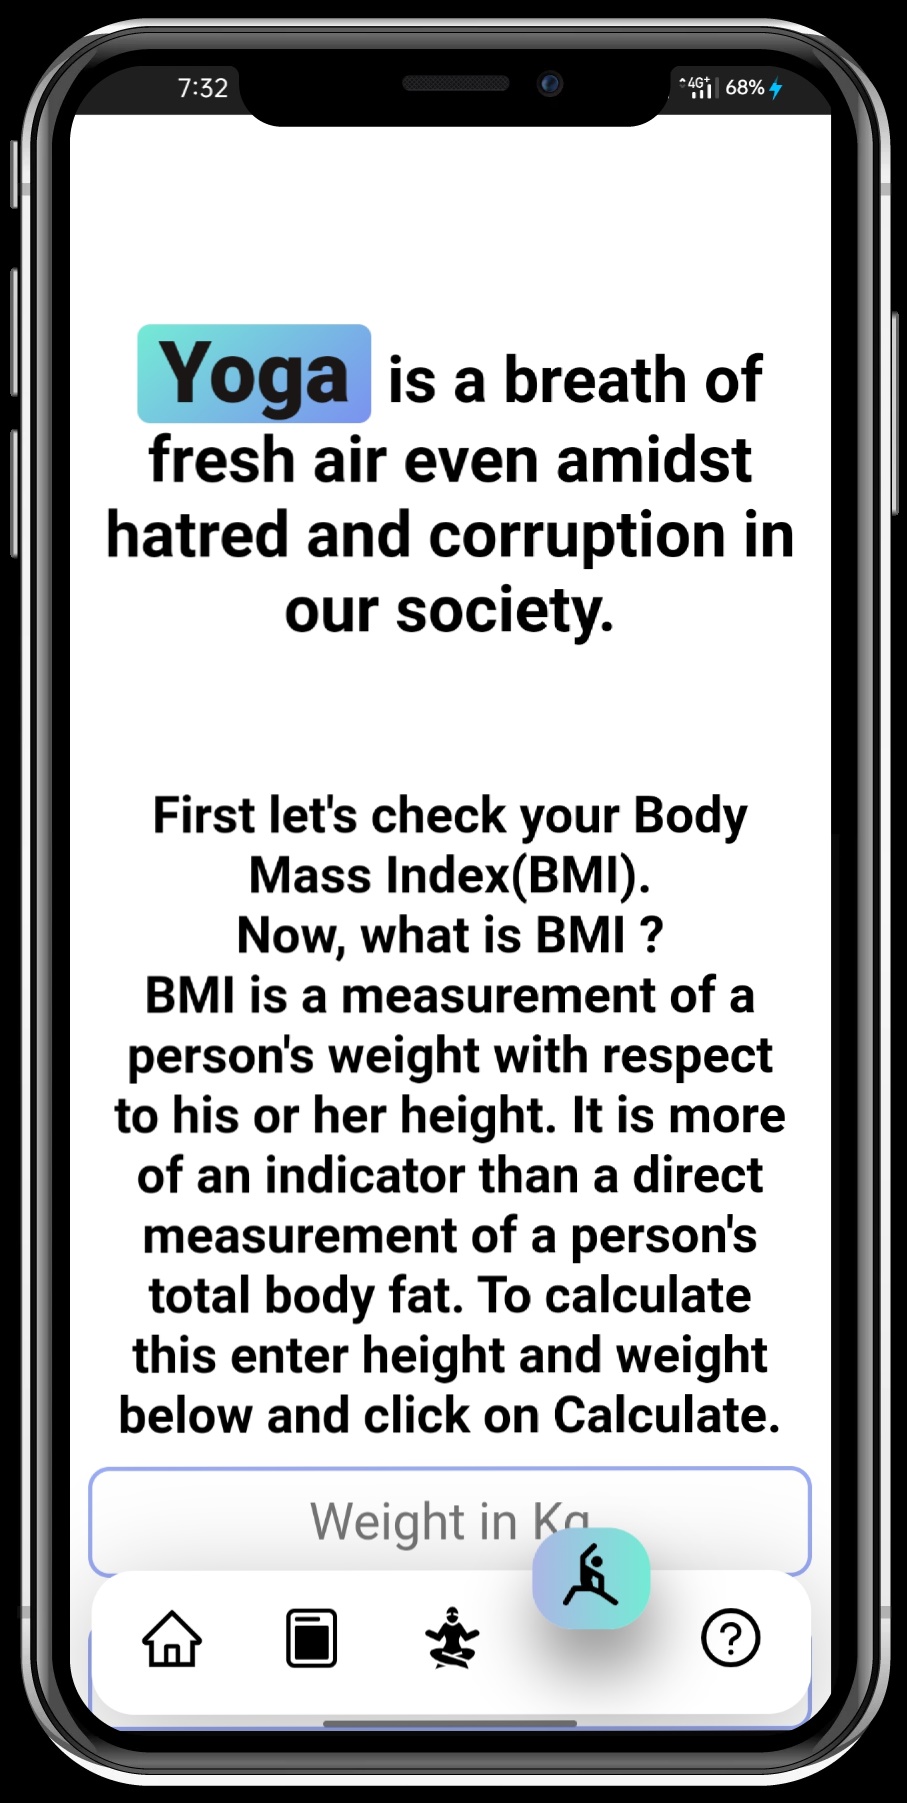 7:32
4G+ 68%
Yoga is a breath of
fresh air even amidst
hatred and corruption in
our society.
First let's check your Body
Mass Index(BMI).
Now, what is BMI ?
BMI is a measurement of a
person's weight with respect
to his or her height. It is more
of an indicator than a direct
measurement of a person's
total body fat. To calculate
this enter height and weight
below and click on Calculate.
Weight in Kg
?